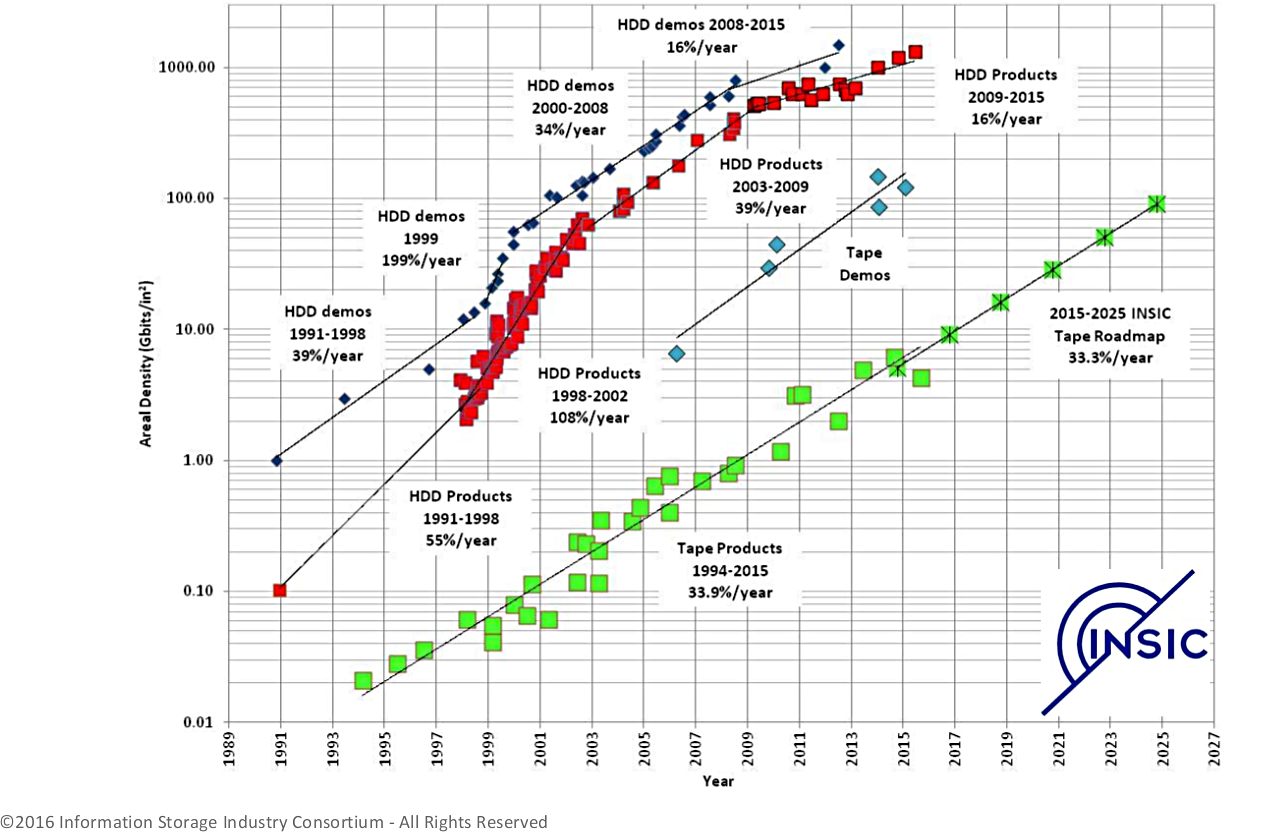 HDD demos 2008-2015
16%/year
1000.00
HDD Products
2009-2015
16%/year
HDD demos
2000-2008
34%/year
HDD Products
2003-2009
39%/year
100.00
HDD demos
1999
199%/year
Tape
Demos
HDD demos
1991-1998
39%/year
2015-2025 INSIC
Tape Roadmap
33.3%/year
10.00
Areal Density (Gbits/in²)
HDD Products
1998-2002
108%/year
1.00
HDD Products
1991-1998
55%/year
Tape Products
1994-2015
33.9%/year
0.10
INSIC
0.01
1989
1991
1993
1995
1997
1999
2001
2003
2005
2007
2009
2011
2013
2015
2017
2019
2021
2023
2025
2027
Year
©2016 Information Storage Industry Consortium - All Rights Reserved